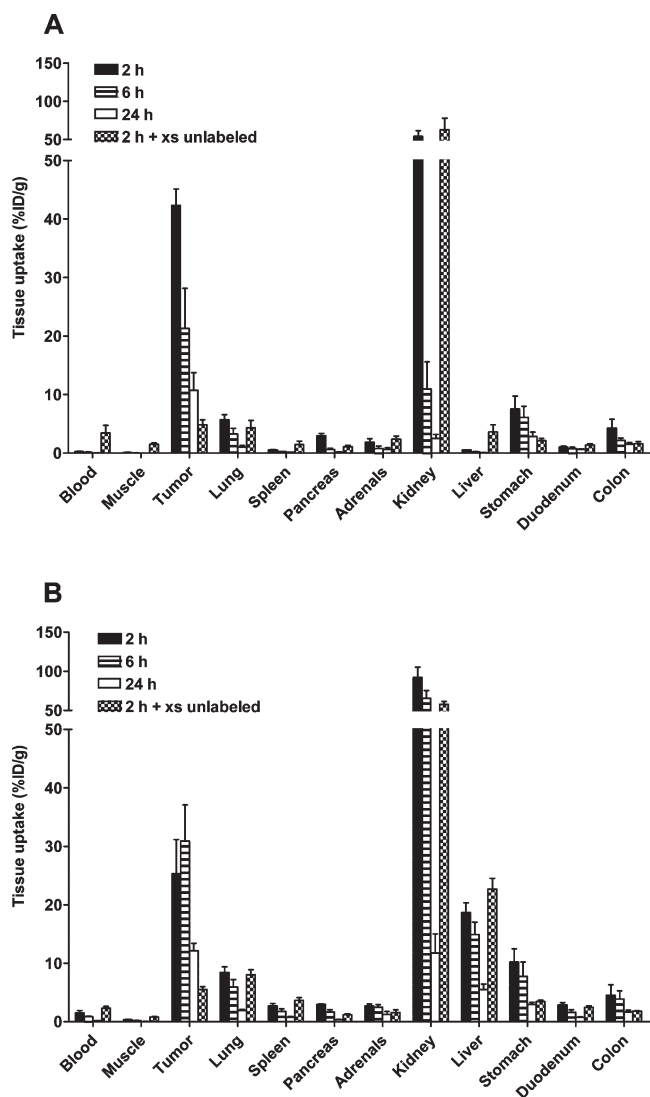 A
150
100
50
50
40
30
20
10
0
Tissue uptake (%ID/g)
2 h
6 h
24 h
2 h + xs unlabeled
Blood
Muscle
Tumor
Lung
Spleen
Pancreas
Adrenals
Kidney
Liver
Stomach
Duodenum
Colon
B
150
100
50
50
40
30
20
10
0
Tissue uptake (%ID/g)
2 h
6 h
24 h
2 h + xs unlabeled
Blood
Muscle
Tumor
Lung
Spleen
Pancreas
Adrenals
Kidney
Liver
Stomach
Duodenum
Colon